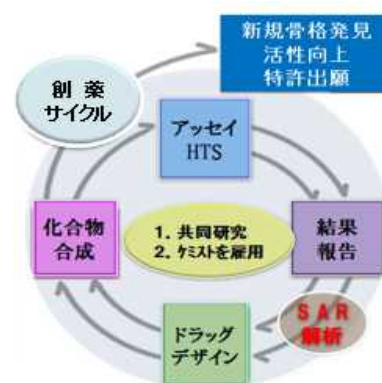 新規骨格発見
活性向上
特許出願
創薬
サイクル
アッセイ
HTS
化合物
合成
1. 共同研究
2. ケミストを雇用
結果
報告
SAR
解析
ドラッグ
デザイン